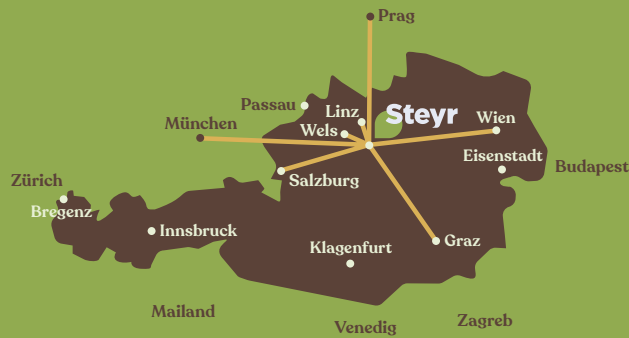 Prag
Passau
Linz
Steyr
München
Wels
Wien
Eisenstadt
Budapest
Zürich
Salzburg
Bregenz
Innsbruck
Klagenfurt
Graz
Mailand
Venedig
Zagreb